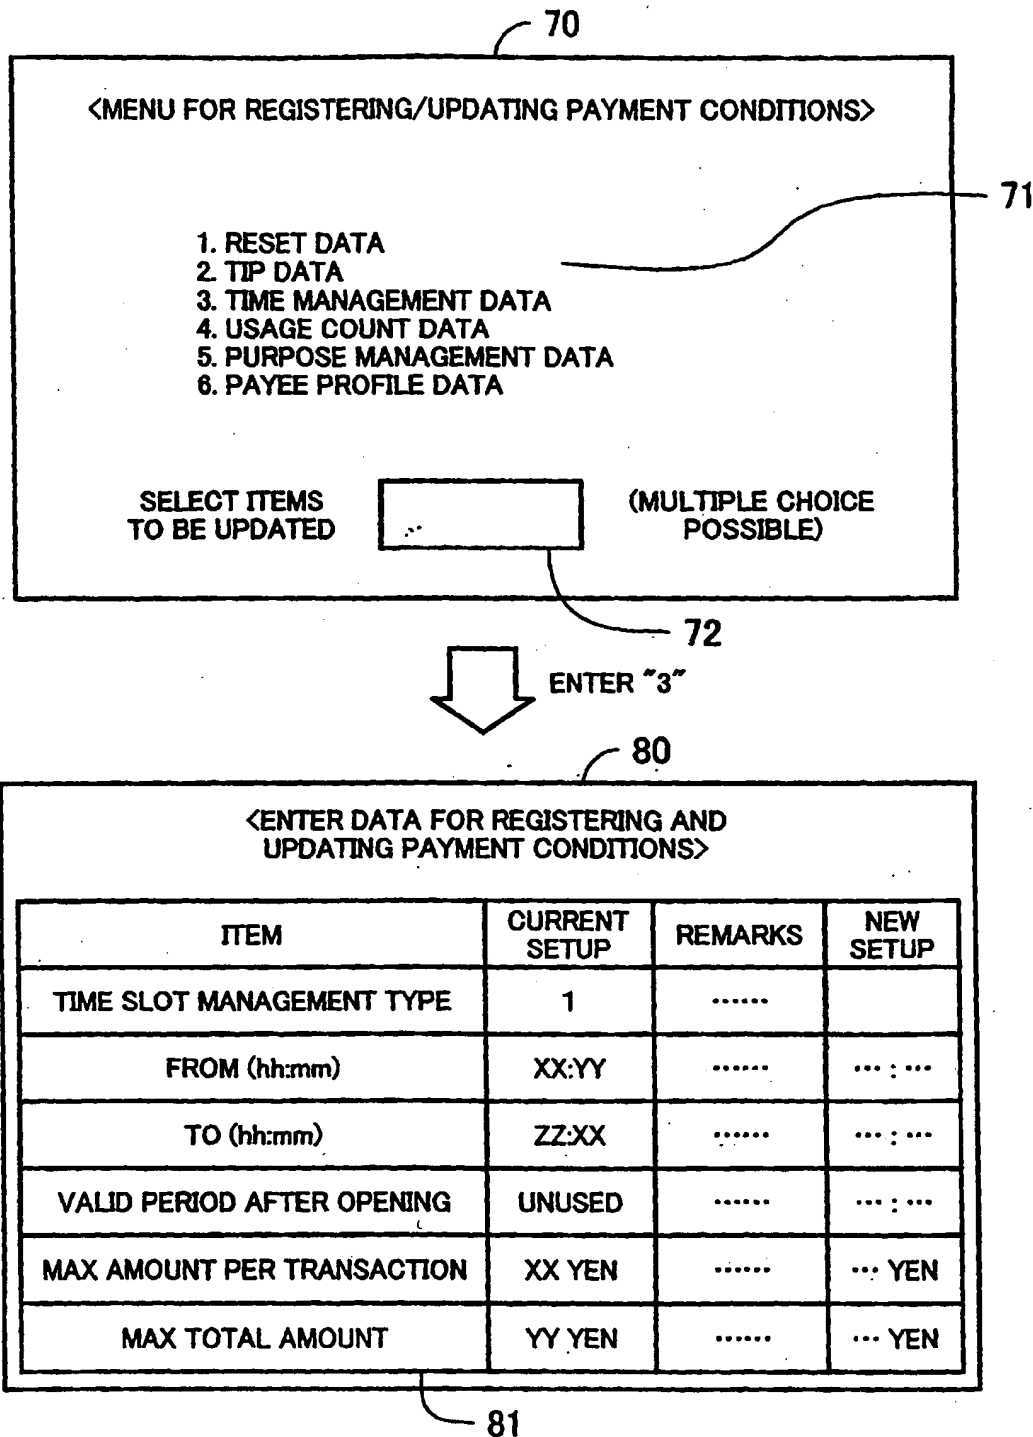 70
<MENU FOR REGISTERING/UPDATING PAYMENT CONDITIONS>
71
1. RESET DATA
2. TIP DATA
3. TIME MANAGEMENT DATA
4. USAGE COUNT DATA
5. PURPOSE MANAGEMENT DATA
6. PAYEE PROFILE DATA
SELECT ITEMS
TO BE UPDATED
(MULTIPLE CHOICE
POSSIBLE)
72
ENTER "3"
80
<ENTER DATA FOR REGISTERING AND
UPDATING PAYMENT CONDITIONS>
ITEM CURRENT SETUP REMARKS NEW SETUP
TIME SLOT MANAGEMENT TYPE 1 ······
FROM (hh:mm) XX:YY ······ ··· : ···
TO (hh:mm) ZZ:XX ······ ··· : ···
VALID PERIOD AFTER OPENING UNUSED ······ ··· : ···
MAX AMOUNT PER TRANSACTION XX YEN ······ ··· YEN
MAX TOTAL AMOUNT YY YEN ······ ··· YEN
81